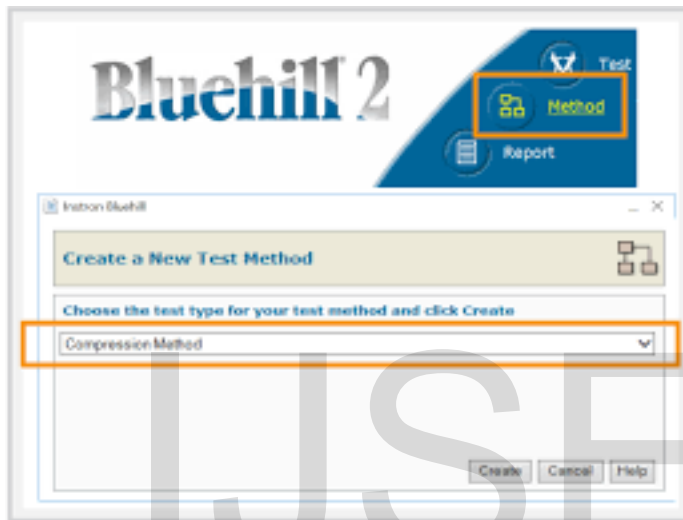 Bluehill 2
Test
Method
Report
Instron Bluehill
Create a New Test Method
Choose the test type for your test method and click Create
Compression Method
Create Cancel Help
IJSE